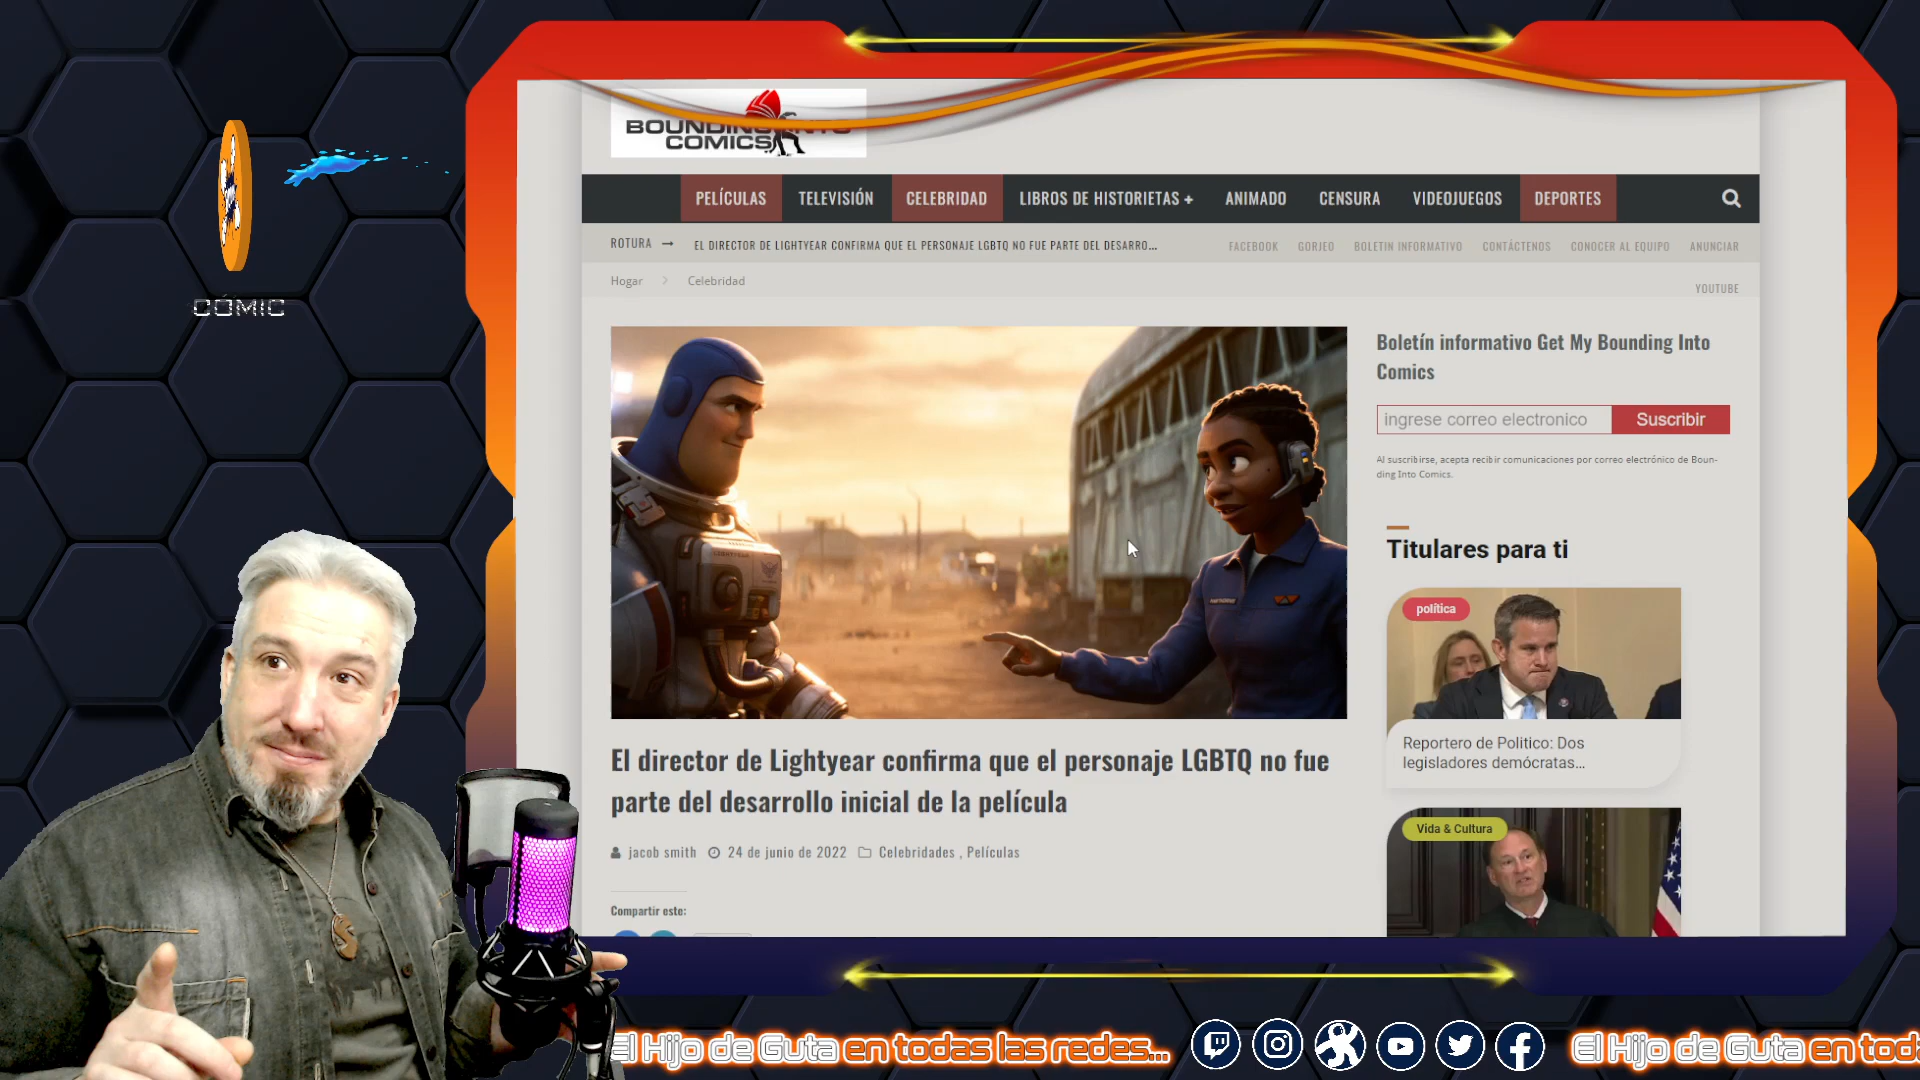 CÓMIC
BOUNDING INTO
COMICS
PELÍCULAS
TELEVISIÓN
CELEBRIDAD
LIBROS DE HISTORIETAS +
ANIMADO
CENSURA
VIDEOJUEGOS
DEPORTES
ROTURA → EL DIRECTOR DE LIGHTYEAR CONFIRMA QUE EL PERSONAJE LGBTQ NO FUE PARTE DEL DESARRO...
FACEBOOK
GORJEO
BOLETIN INFORMATIVO
CONTÁCTENOS
CONOCER AL EQUIPO
ANUNCIAR
YOUTUBE
Hogar > Celebridad
LIGHTYEAR
El director de Lightyear confirma que el personaje LGBTQ no fue
parte del desarrollo inicial de la película
jacob smith 24 de junio de 2022 Celebridades , Películas
Compartir este:
Boletín informativo Get My Bounding Into
Comics
ingrese correo electronico
Suscribir
Al suscribirse, acepta recibir comunicaciones por correo electrónico de Boun-
ding Into Comics.
Titulares para ti
política
Reportero de Politico: Dos
legisladores demócratas...
Vida & Cultura
El Hijo de Guta en todas las redes...
El Hijo de Guta en toda